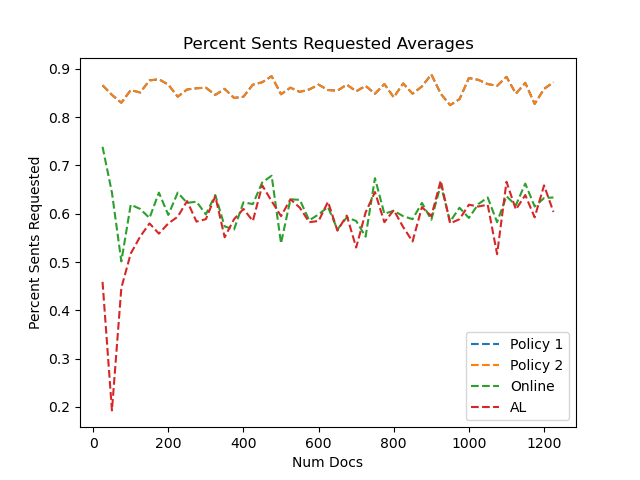 Percent Sents Requested Averages
Percent Sents Requested
0.9
0.8
0.7
0.6
0.5
0.4
0.3
0.2
0
200
400
600
800
1000
1200
Num Docs
Policy 1
Policy 2
Online
AL